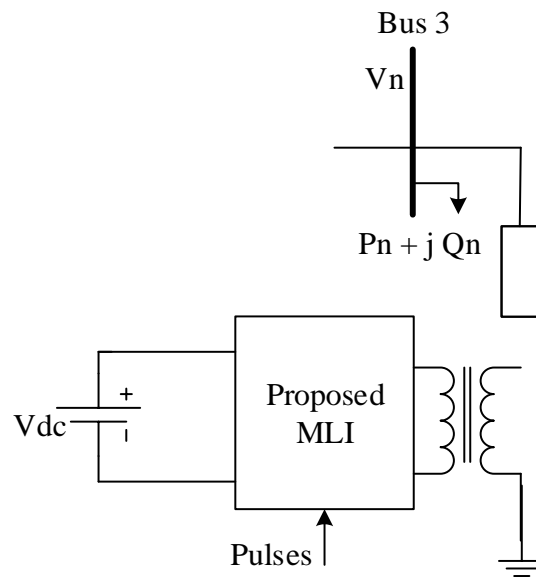 Bus 3
Vn
Pn + j Qn
Proposed
MLI
+
Vdc
Pulses